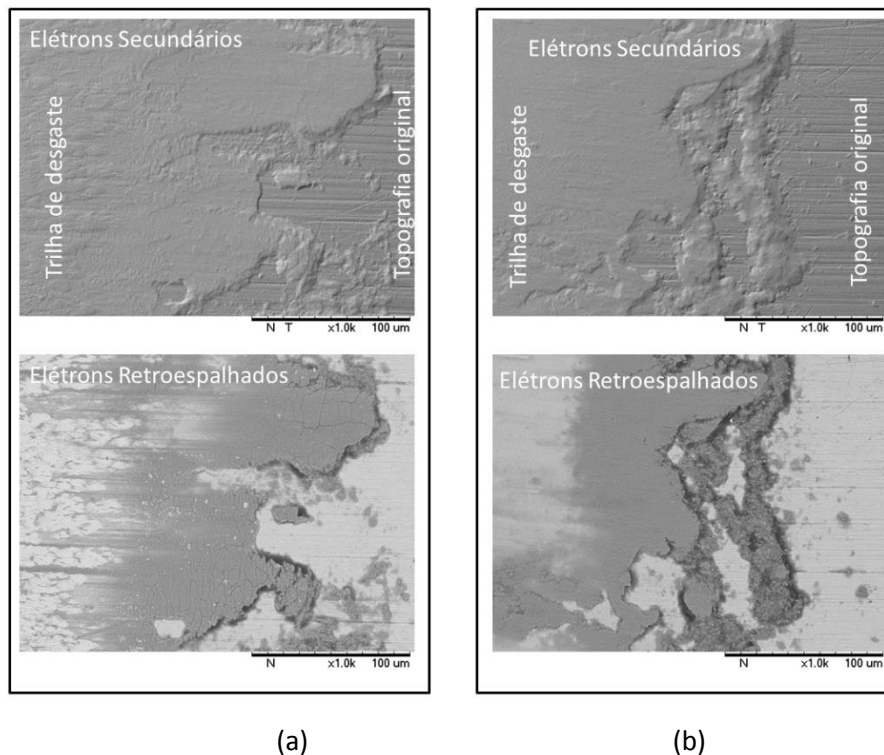 Elétrons Secundários
Trilha de desgaste
Topografia original
N T x1.0k 100 um
Elétrons Retroespalhados
N x1.0k 100 um
(a)
Elétrons Secundários
Trilha de desgaste
Topografia original
N T x1.0k 100 um
Elétrons Retroespalhados
N x1.0k 100 um
(b)